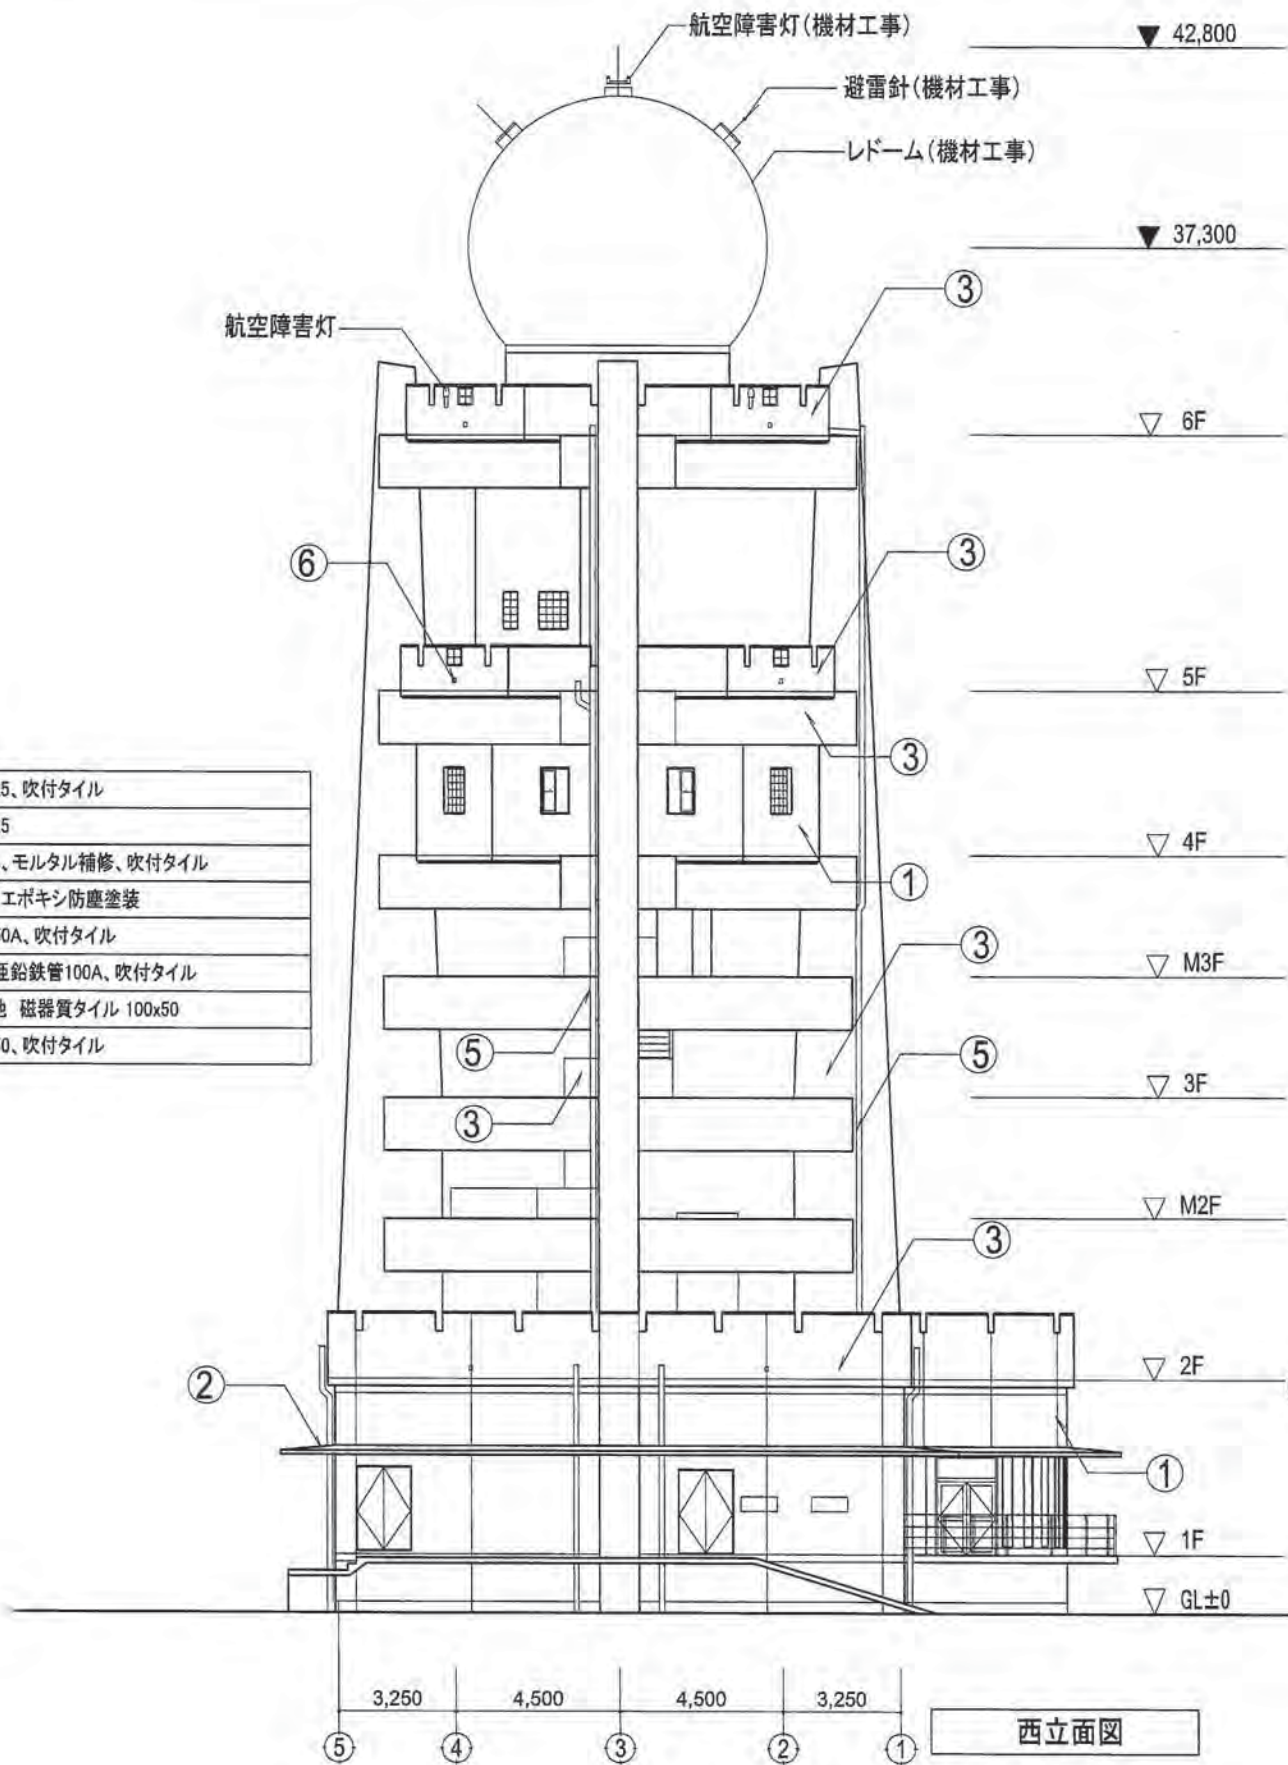 航空障害灯(機材工事)
42,800
避雷針(機材工事)
レドーム(機材工事)
37,300
③
航空障害灯
6F
⑥
③
5F
③
5、吹付タイル
5
、モルタル補修、吹付タイル
エポキシ防塵塗装
0A、吹付タイル
亜鉛鉄管100A、吹付タイル
磁器質タイル 100x50
0、吹付タイル
4F
①
③
M3F
⑤
⑤
3F
③
M2F
③
2F
②
①
1F
GL±0
3,250
4,500
4,500
3,250
⑤
④
③
②
①
西立面図